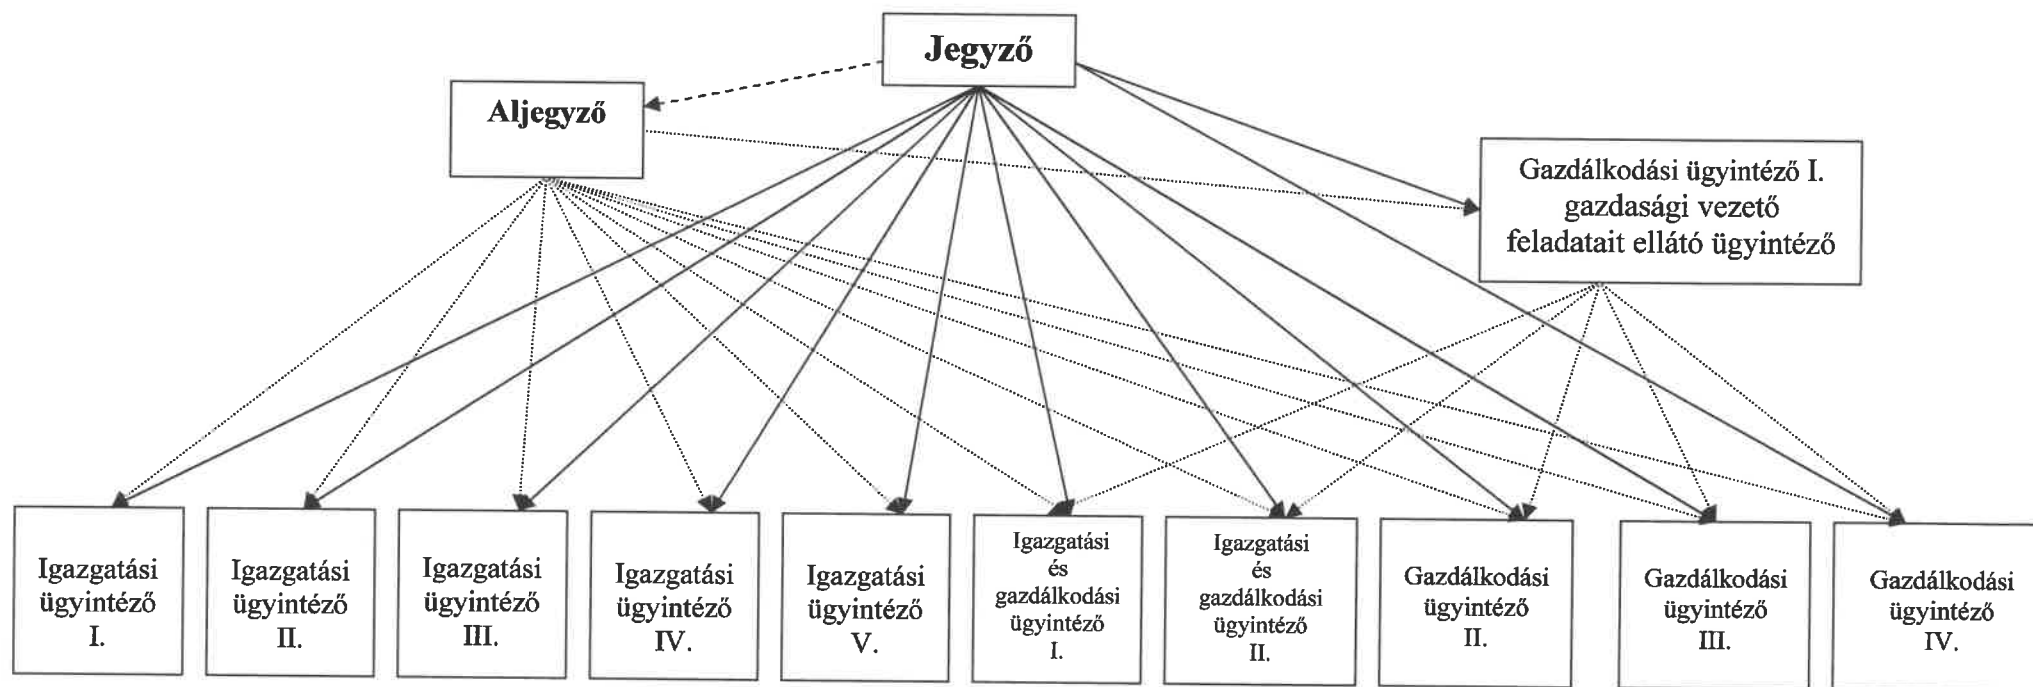 Jegyző
Aljegyző
Gazdálkodási ügyintéző I.
gazdasági vezető
feladatait ellátó ügyintéző
Igazgatási
ügyintéző
I.
Igazgatási
ügyintéző
II.
Igazgatási
ügyintéző
III.
Igazgatási
ügyintéző
IV.
Igazgatási
ügyintéző
V.
Igazgatási
és
gazdálkodási
ügyintéző
I.
Igazgatási
és
gazdálkodási
ügyintéző
II.
Gazdálkodási
ügyintéző
II.
Gazdálkodási
ügyintéző
III.
Gazdálkodási
ügyintéző
IV.